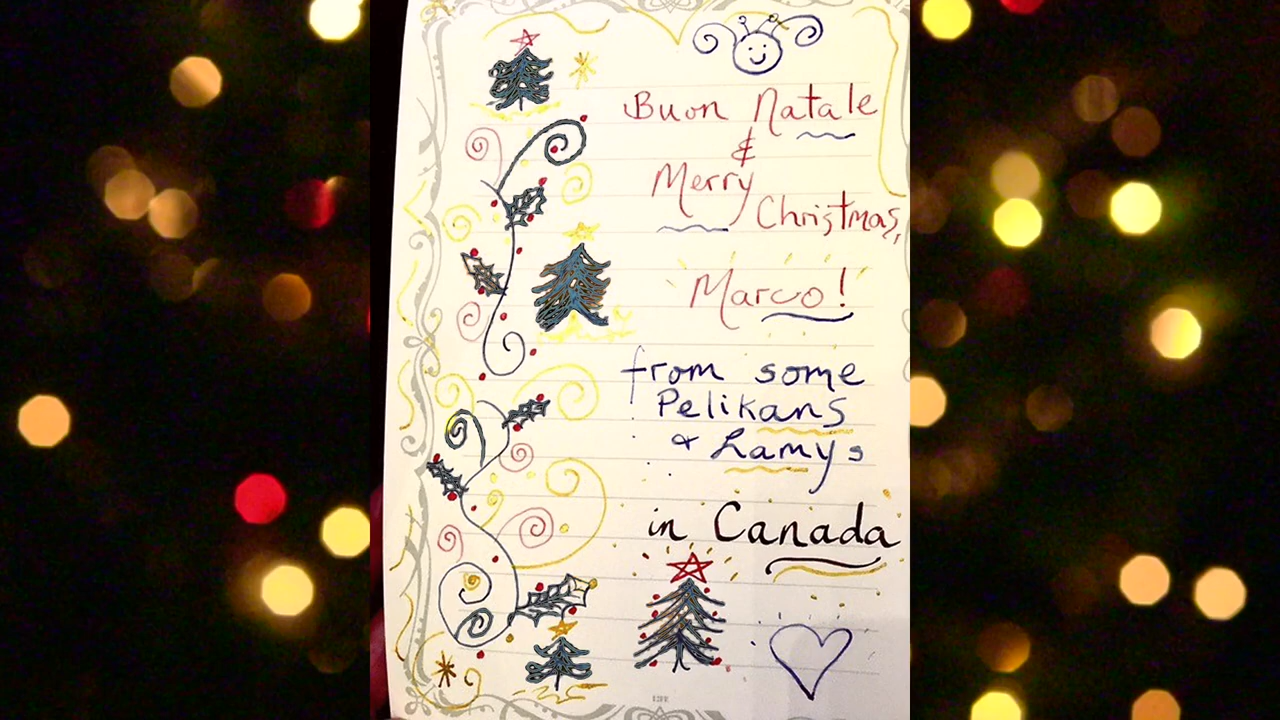 Buon Natale
&
Merry
Christmas,
Marco!
from some
Pelikans
& Lamys
in Canada